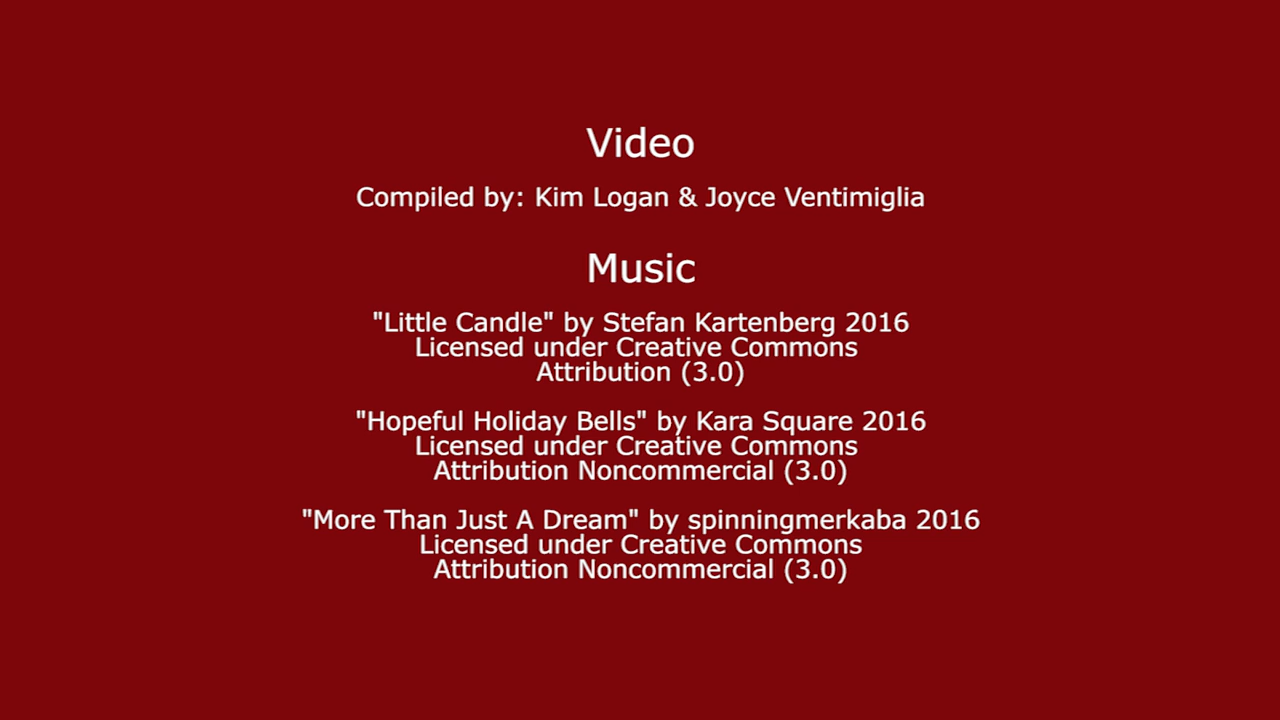 Video
Compiled by: Kim Logan & Joyce Ventimiglia
Music
"Little Candle" by Stefan Kartenberg 2016
Licensed under Creative Commons
Attribution (3.0)
"Hopeful Holiday Bells" by Kara Square 2016
Licensed under Creative Commons
Attribution Noncommercial (3.0)
"More Than Just A Dream" by spinningmerkaba 2016
Licensed under Creative Commons
Attribution Noncommercial (3.0)